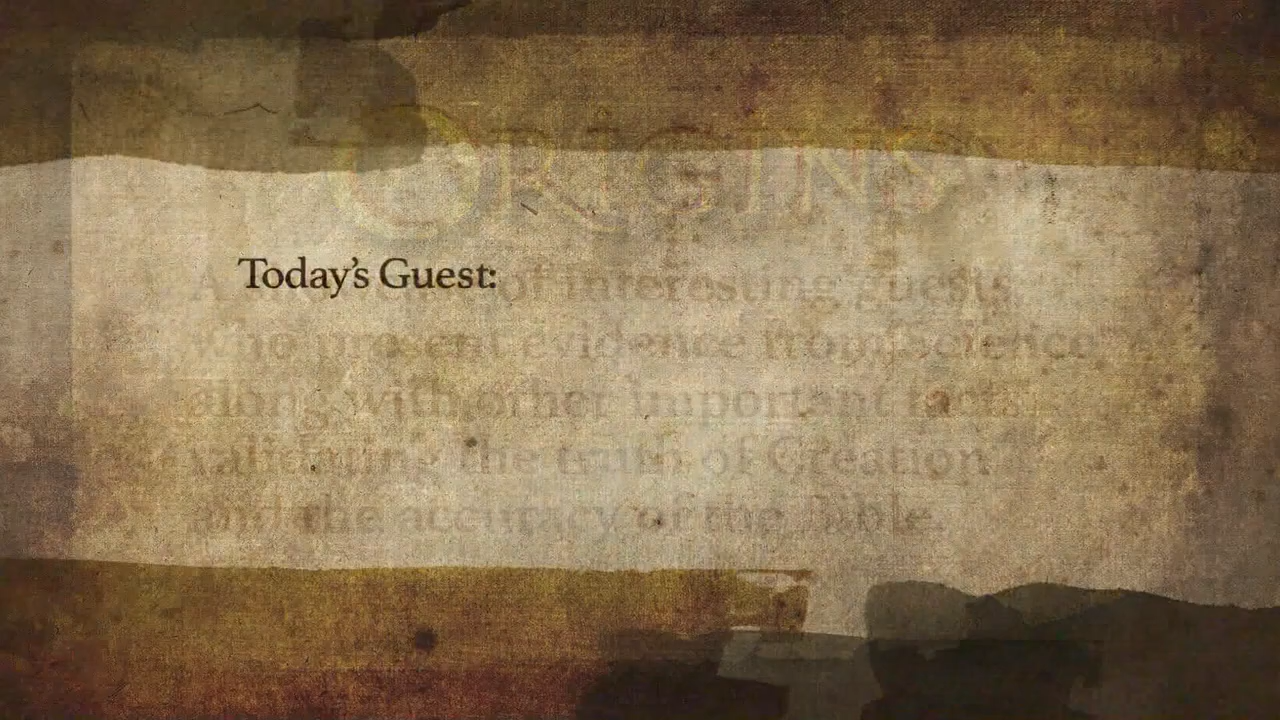 ORIGINS
Today's Guest:
A of interesting guests
who present evidence from Science
along with other important facts
validating the truth of Creation
and the accuracy of the Bible.